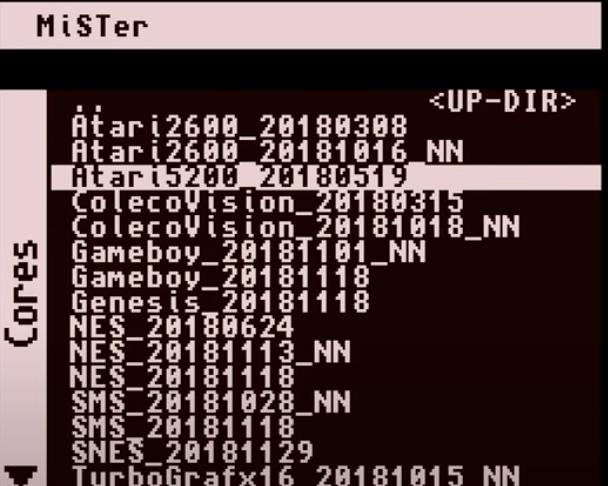 MiSTer
.. <UP-DIR>
Atari2600_20180308
Atari2600_20181016_NN
Atari5200_20180519
ColecoVision_20180315
ColecoVision_20181018_NN
Gameboy_20181101_NN
Gameboy_20181118
Genesis_20181118
NES_20180624
NES_20181113_NN
NES_20181118
SMS_20181028_NN
SMS_20181118
SNES_20181129
TurboGrafx16_20181015_NN
Cores